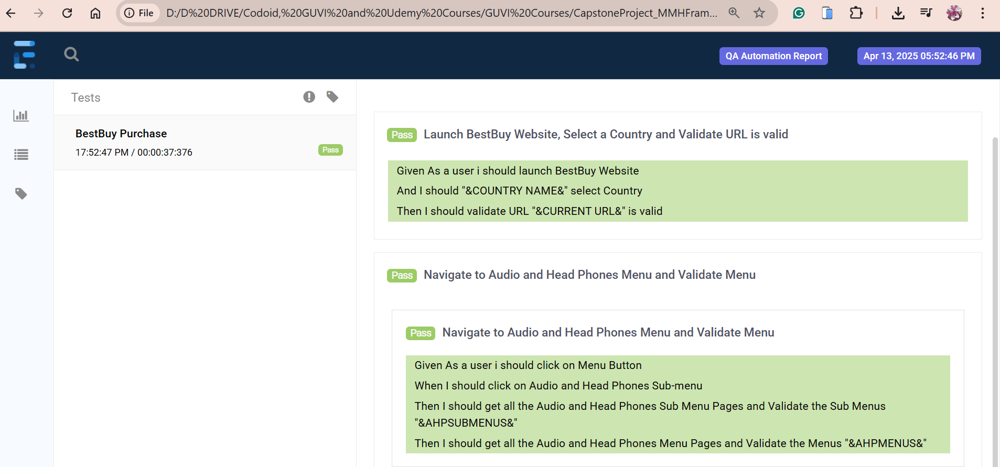 File
D:/D%20DRIVE/Codoid,%20GUVI%20and%20Udemy%20Courses/GUVI%20Courses/CapstoneProject_MMHFram...
QA Automation Report
Apr 13, 2025 05:52:46 PM
Tests
BestBuy Purchase
17:52:47 PM / 00:00:37:376
Pass
Pass Launch BestBuy Website, Select a Country and Validate URL is valid
Given As a user i should launch BestBuy Website
And I should "&COUNTRY NAME&" select Country
Then I should validate URL "&CURRENT URL&" is valid
Pass Navigate to Audio and Head Phones Menu and Validate Menu
Pass Navigate to Audio and Head Phones Menu and Validate Menu
Given As a user i should click on Menu Button
When I should click on Audio and Head Phones Sub-menu
Then I should get all the Audio and Head Phones Sub Menu Pages and Validate the Sub Menus
"&AHPSUBMENUS&"
Then I should get all the Audio and Head Phones Menu Pages and Validate the Menus "&AHPMENUS&"